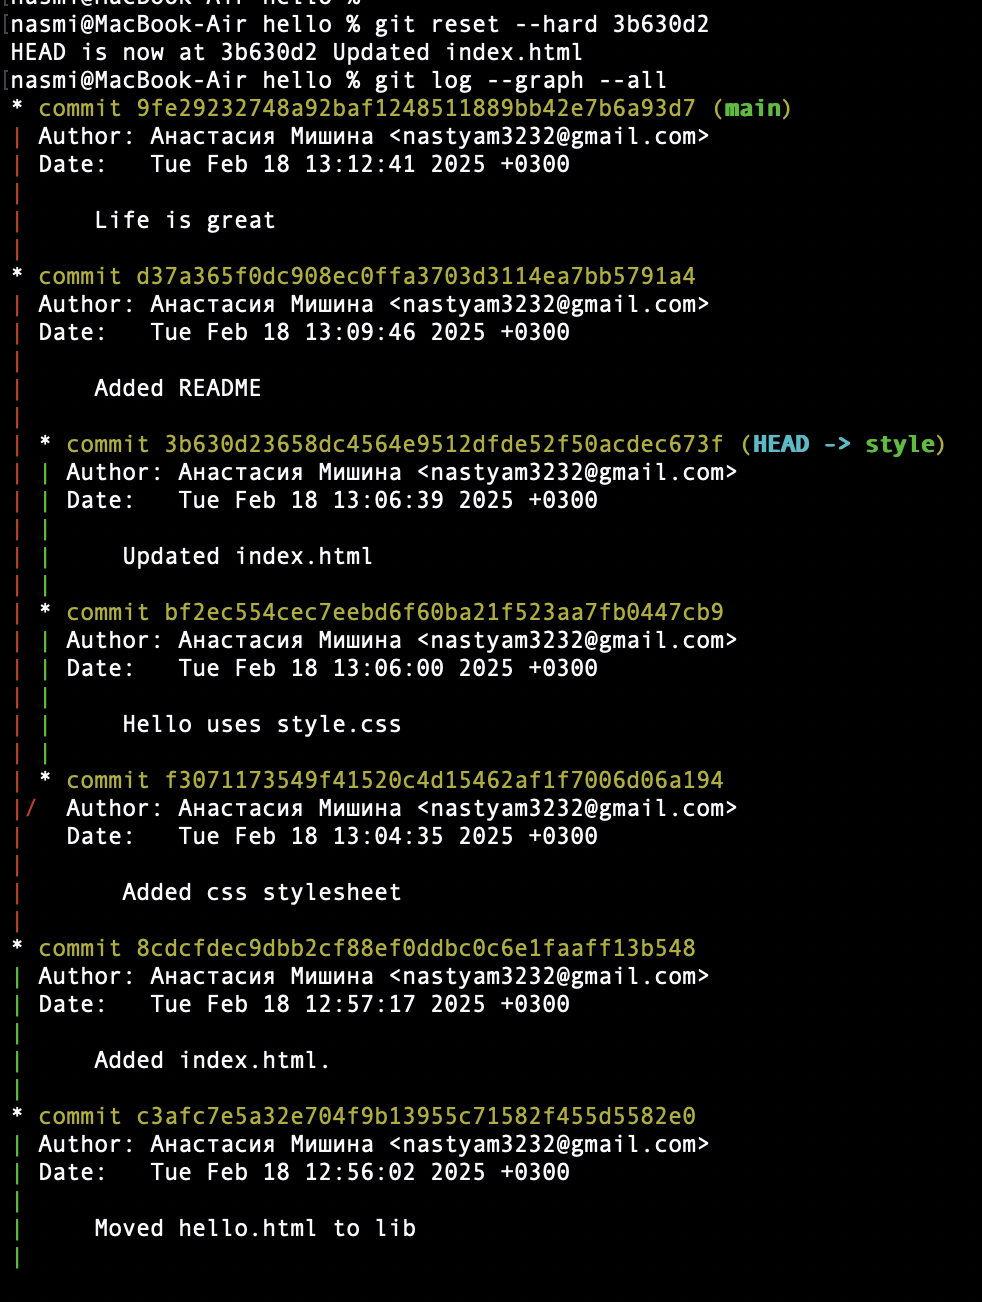 nasmi@MacBook-Air hello %
[nasmi@MacBook-Air hello % git reset --hard 3b630d2
HEAD is now at 3b630d2 Updated index.html
[nasmi@MacBook-Air hello % git log --graph --all
* commit 9fe29232748a92baf1248511889bb42e7b6a93d7 (main)
| Author: Анастасия Мишина <nastyam3232@gmail.com>
| Date:   Tue Feb 18 13:12:41 2025 +0300
|
|     Life is great
|
* commit d37a365f0dc908ec0ffa3703d3114ea7bb5791a4
| Author: Анастасия Мишина <nastyam3232@gmail.com>
| Date:   Tue Feb 18 13:09:46 2025 +0300
|
|     Added README
|
| * commit 3b630d23658dc4564e9512dfde52f50acdec673f (HEAD -> style)
| | Author: Анастасия Мишина <nastyam3232@gmail.com>
| | Date:   Tue Feb 18 13:06:39 2025 +0300
| |
| |     Updated index.html
| |
| * commit bf2ec554cec7eebd6f60ba21f523aa7fb0447cb9
| | Author: Анастасия Мишина <nastyam3232@gmail.com>
| | Date:   Tue Feb 18 13:06:00 2025 +0300
| |
| |     Hello uses style.css
| |
| * commit f3071173549f41520c4d15462af1f7006d06a194
|/  Author: Анастасия Мишина <nastyam3232@gmail.com>
|   Date:   Tue Feb 18 13:04:35 2025 +0300
|
|       Added css stylesheet
|
* commit 8cdcfdec9dbb2cf88ef0ddbc0c6e1faaff13b548
| Author: Анастасия Мишина <nastyam3232@gmail.com>
| Date:   Tue Feb 18 12:57:17 2025 +0300
|
|     Added index.html.
|
* commit c3afc7e5a32e704f9b13955c71582f455d5582e0
| Author: Анастасия Мишина <nastyam3232@gmail.com>
| Date:   Tue Feb 18 12:56:02 2025 +0300
|
|     Moved hello.html to lib
|